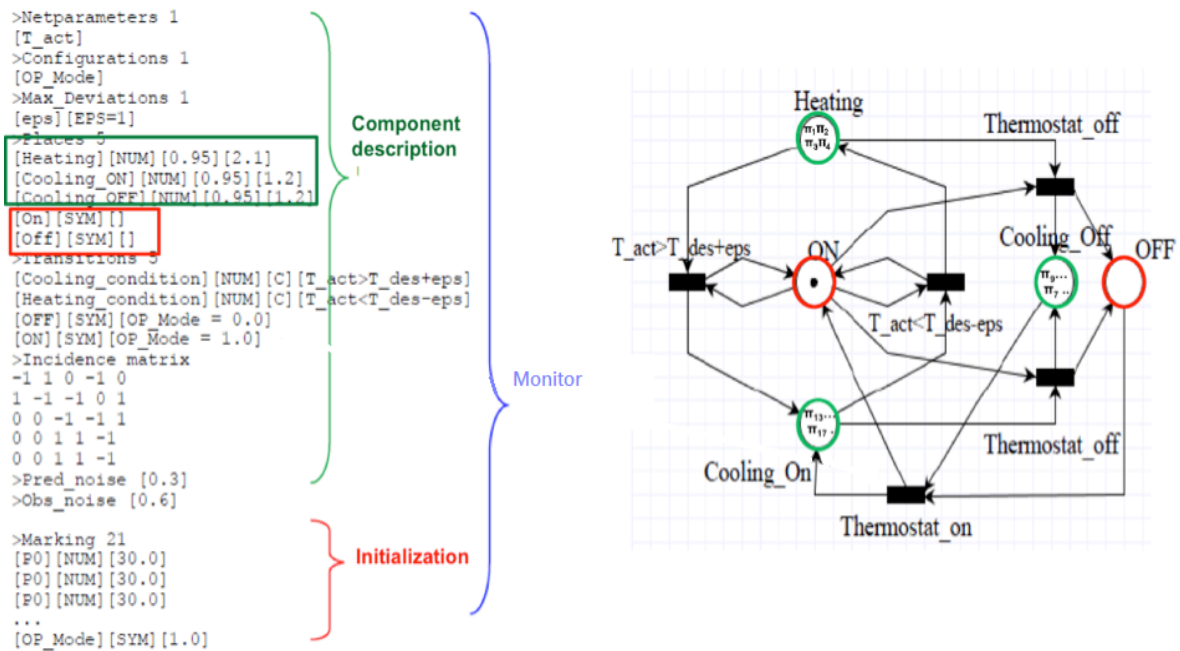 >Netparameters 1
[T_act]
>Configurations 1
[OP_Mode]
>Max_Deviations 1
[eps][EPS=1]
>Places 5
[Heating][NUM][0.95][2.1]
[Cooling_ON][NUM][0.95][1.2]
[Cooling_OFF][NUM][0.95][1.2]
[On][SYM][]
[Off][SYM][]
>Transitions 5
[Cooling_condition][NUM][C][T_act>T_des+eps]
[Heating_condition][NUM][C][T_act<T_des-eps]
[OFF][SYM][OP_Mode = 0.0]
[ON][SYM][OP_Mode = 1.0]
>Incidence matrix
-1 1 0 -1 0
1 -1 -1 0 1
0 0 -1 -1 1
0 0 1 1 -1
0 0 1 1 -1
>Pred_noise [0.3]
>Obs_noise [0.6]
>Marking 21
[P0][NUM][30.0]
[P0][NUM][30.0]
[P0][NUM][30.0]
...
[OP_Mode][SYM][1.0]
Component
description
Initialization
Monitor
Heating
π₁π₂
π₃π₄
Thermostat_off
T_act>T_des+eps
ON
Cooling_Off
OFF
π₉...
π₇ ..
T_act<T_des-eps
π₁₃...
π₁₇ .
Cooling_On
Thermostat_off
Thermostat_on